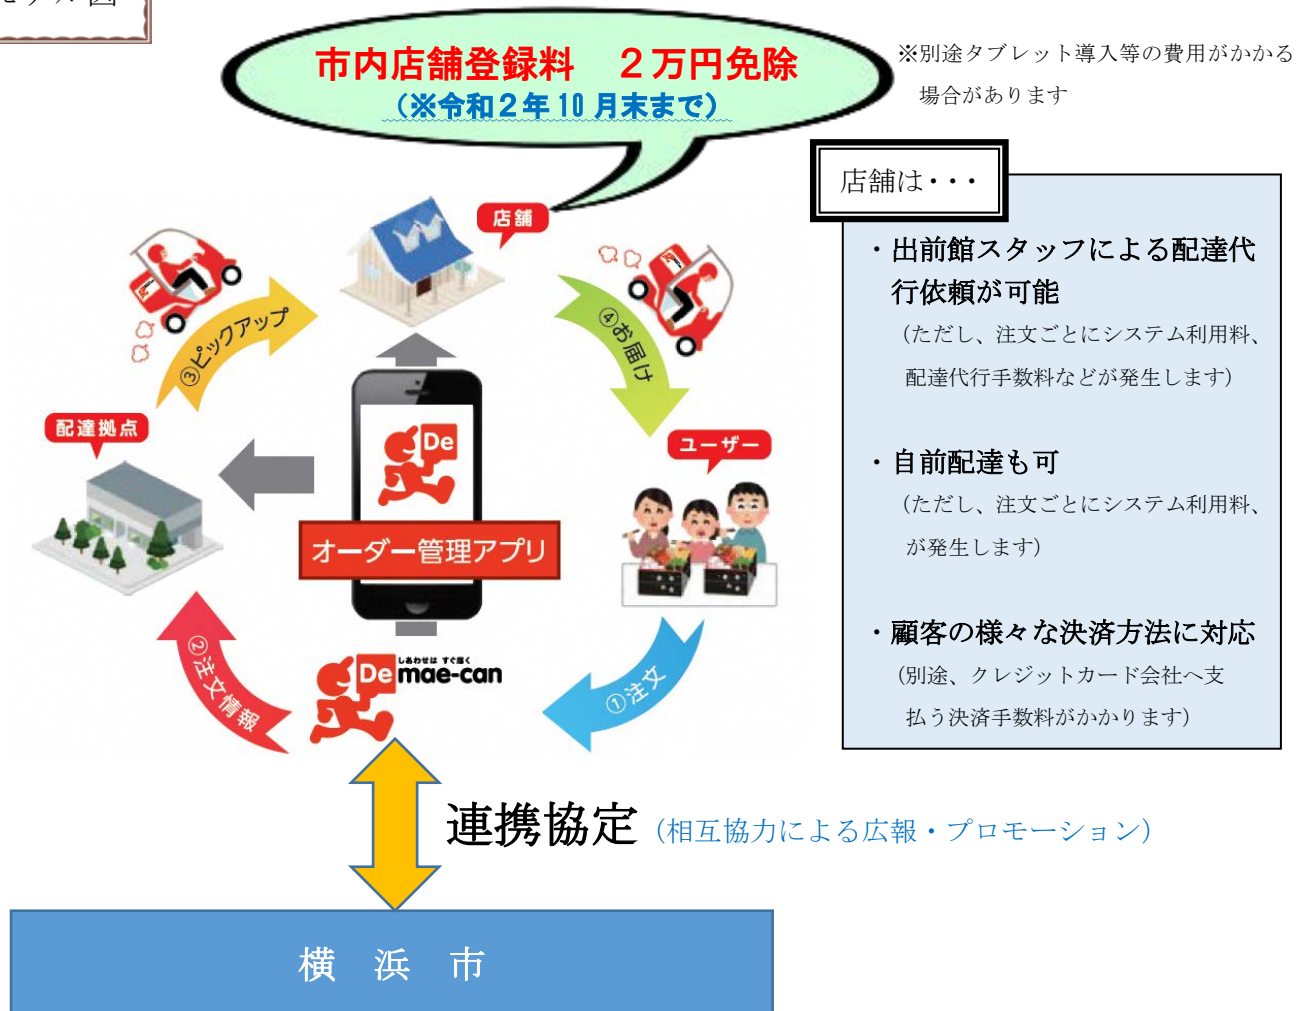 市内店舗登録料　２万円免除
（※令和２年10月末まで）
※別途タブレット導入等の費用がかかる
場合があります
店舗は・・・
・出前館スタッフによる配達代
行依頼が可能
（ただし、注文ごとにシステム利用料、
配達代行手数料などが発生します）
・自前配達も可
（ただし、注文ごとにシステム利用料、
が発生します）
・顧客の様々な決済方法に対応
（別途、クレジットカード会社へ支
払う決済手数料がかかります）
店舗
③ピックアップ
④お届け
配達拠点
ユーザー
De
オーダー管理アプリ
②注文情報
しあわせは すぐ届く
Demae-can
①注文
連携協定（相互協力による広報・プロモーション）
横　浜　市